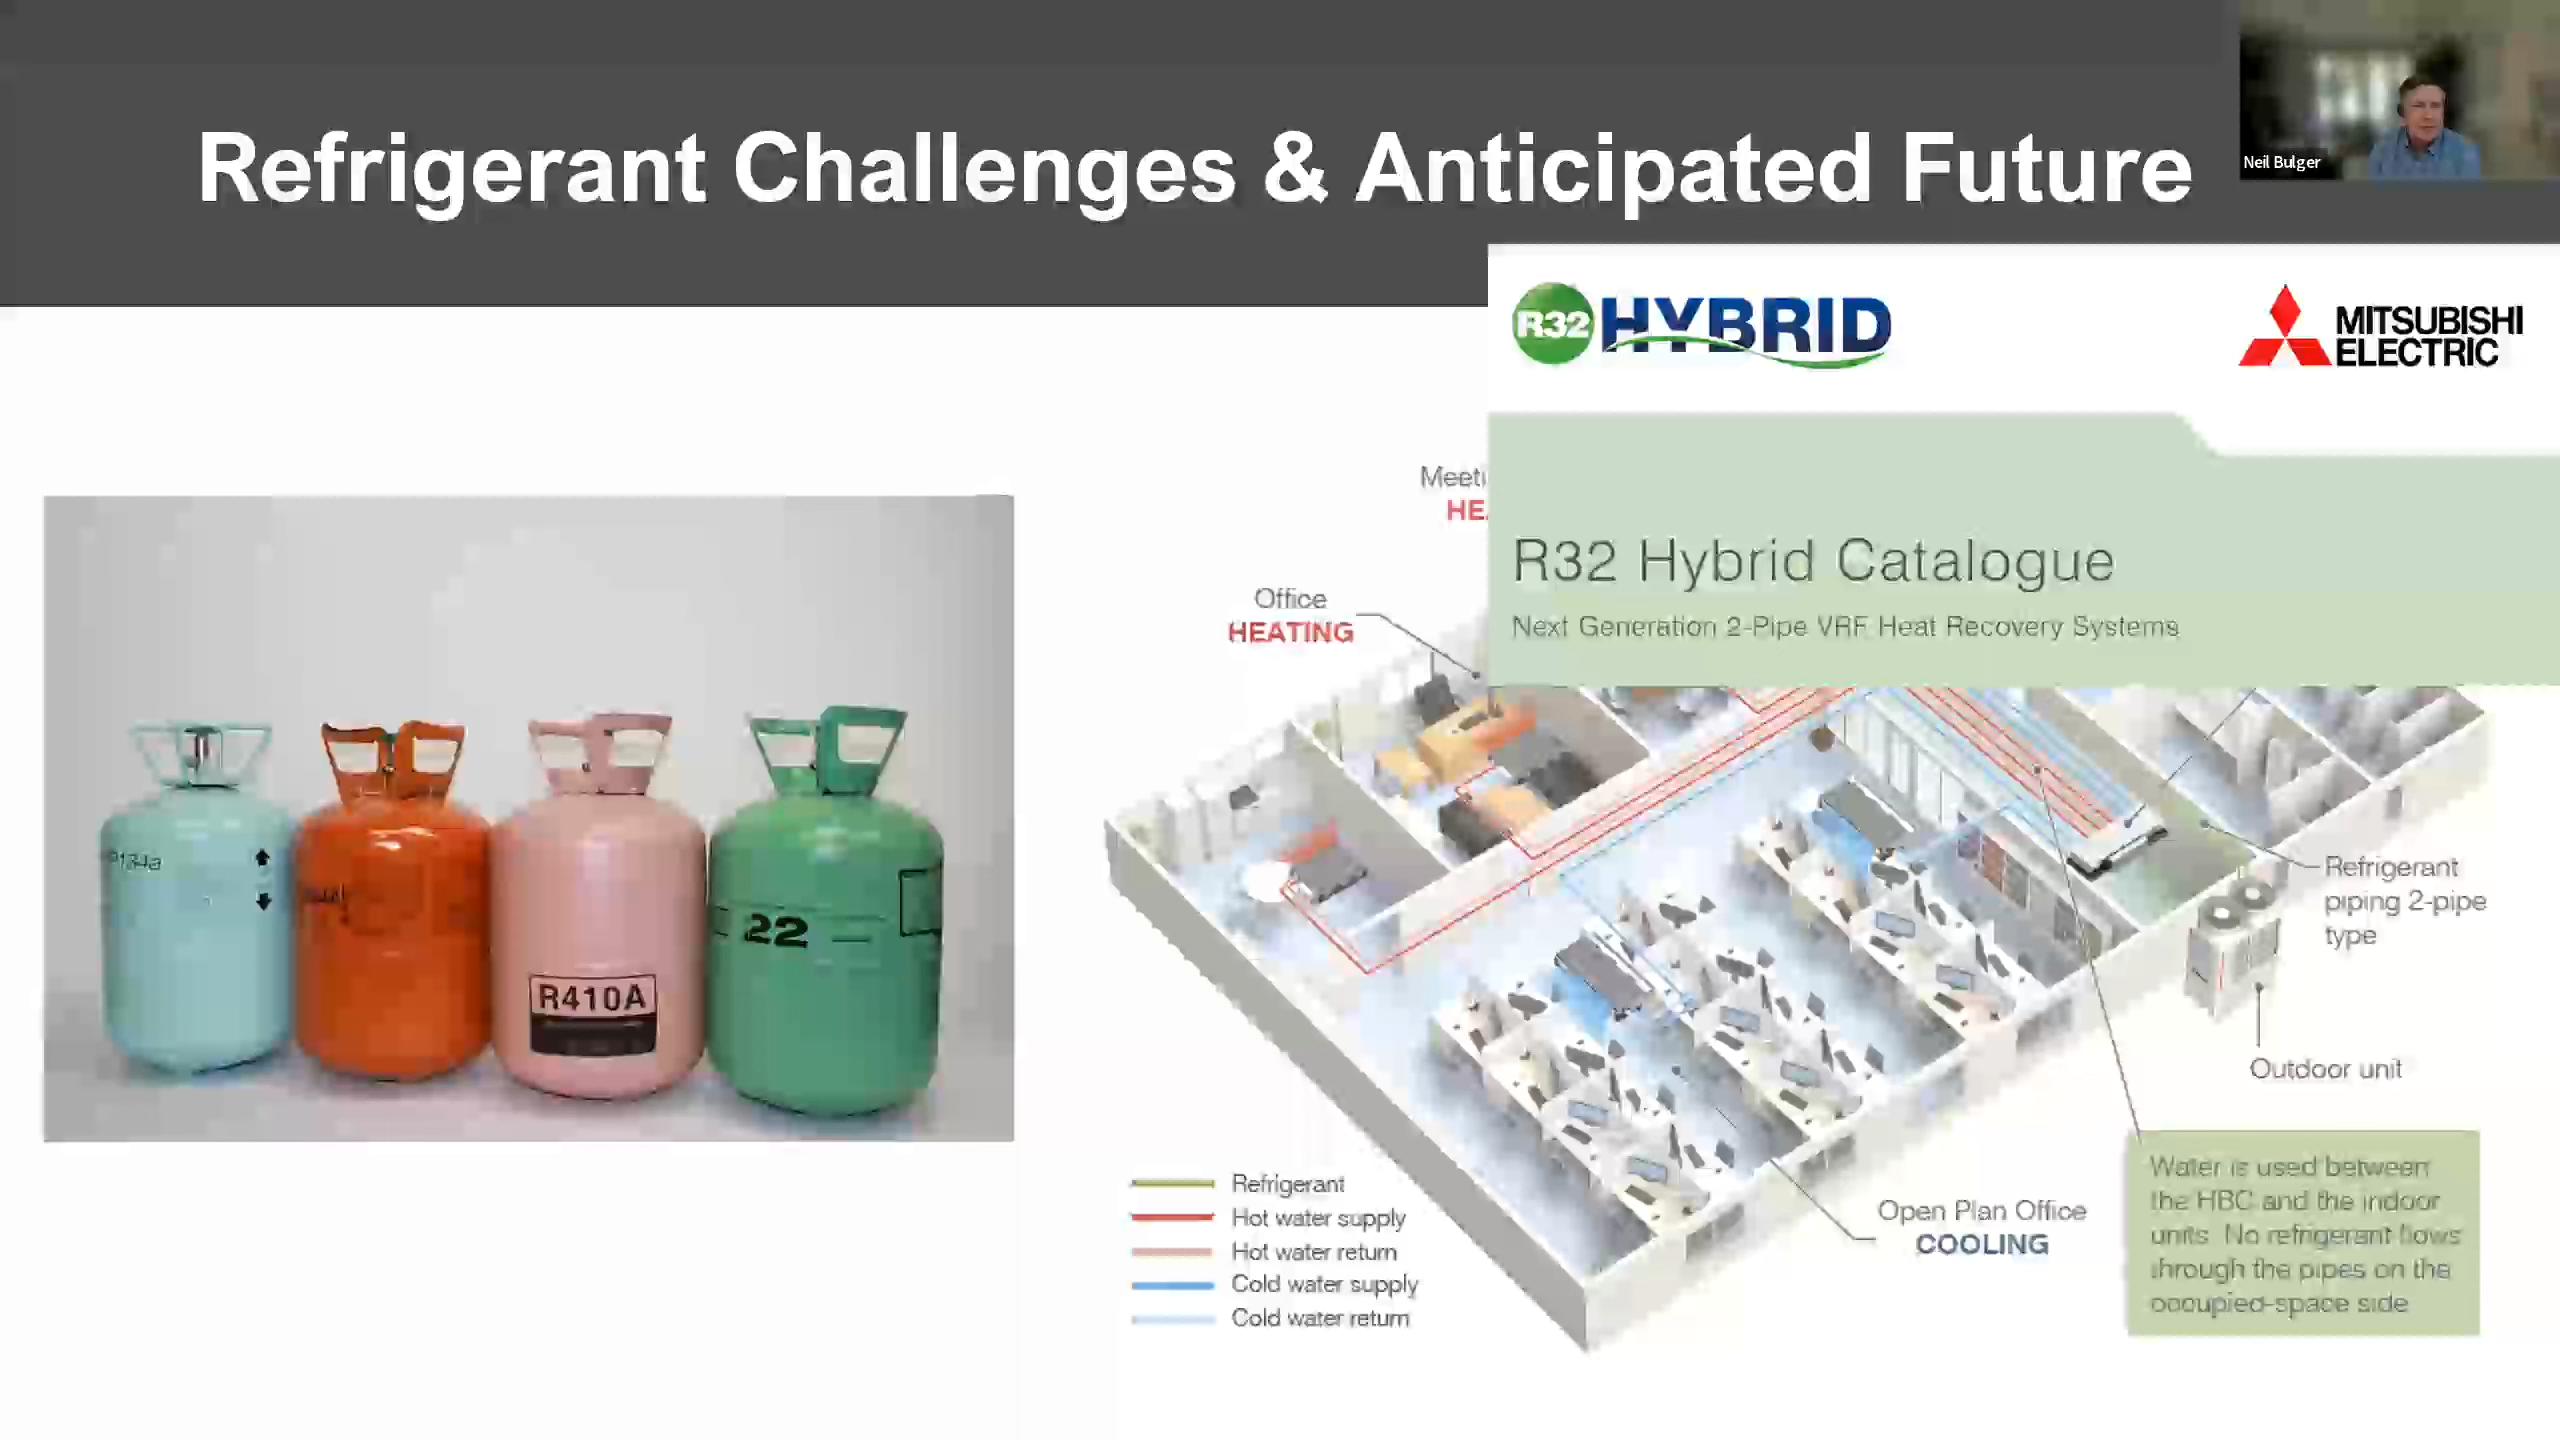 Refrigerant Challenges & Anticipated Future
Neil Bulger
R32 HYBRID
MITSUBISHI
ELECTRIC
R32 Hybrid Catalogue
Next Generation 2-Pipe VRF Heat Recovery Systems
Meeti
HEA
Office
HEATING
R134a
22
R410A
Refrigerant
piping 2-pipe
type
Outdoor unit
Refrigerant
Hot water supply
Hot water return
Cold water supply
Cold water return
Open Plan Office
COOLING
Water is used between
the HBC and the indoor
units. No refrigerant flows
through the pipes on the
occupied-space side